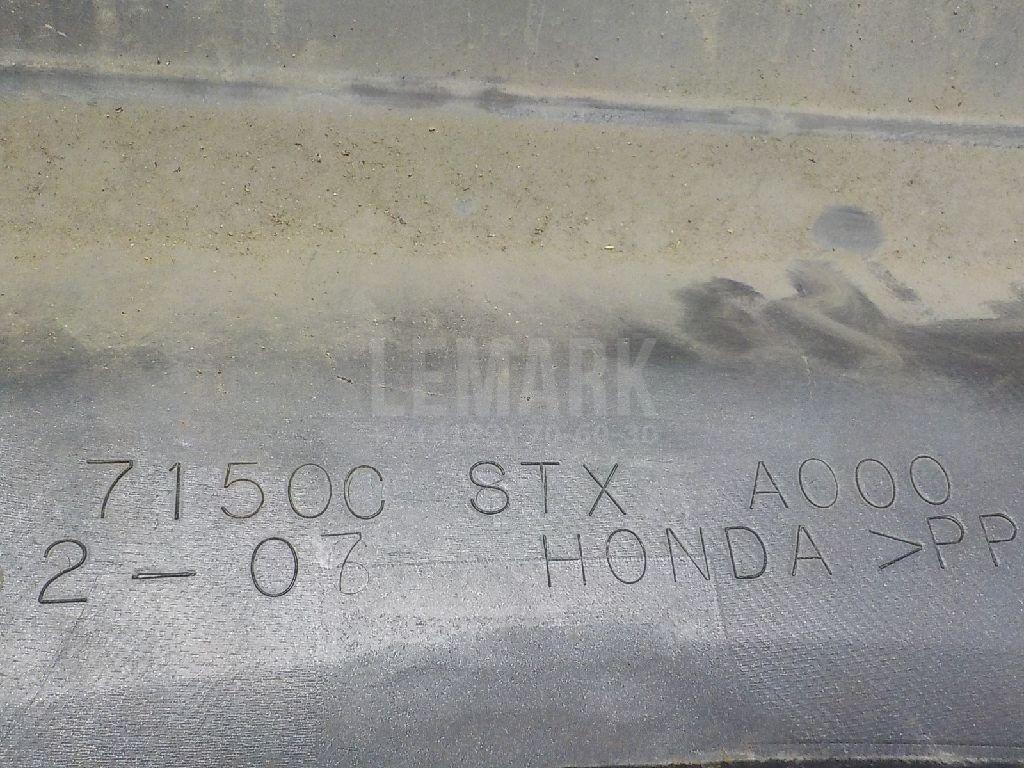 LEMARK
71500 STX A000
2-07 HONDA >PP